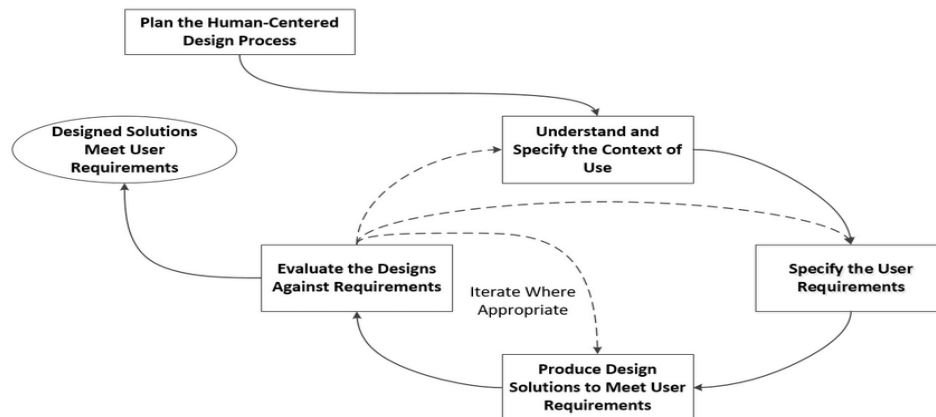 Plan the Human-Centered
Design Process
Understand and
Specify the Context of
Use
Designed Solutions
Meet User
Requirements
Evaluate the Designs
Against Requirements
Specify the User
Requirements
Iterate Where
Appropriate
Produce Design
Solutions to Meet User
Requirements